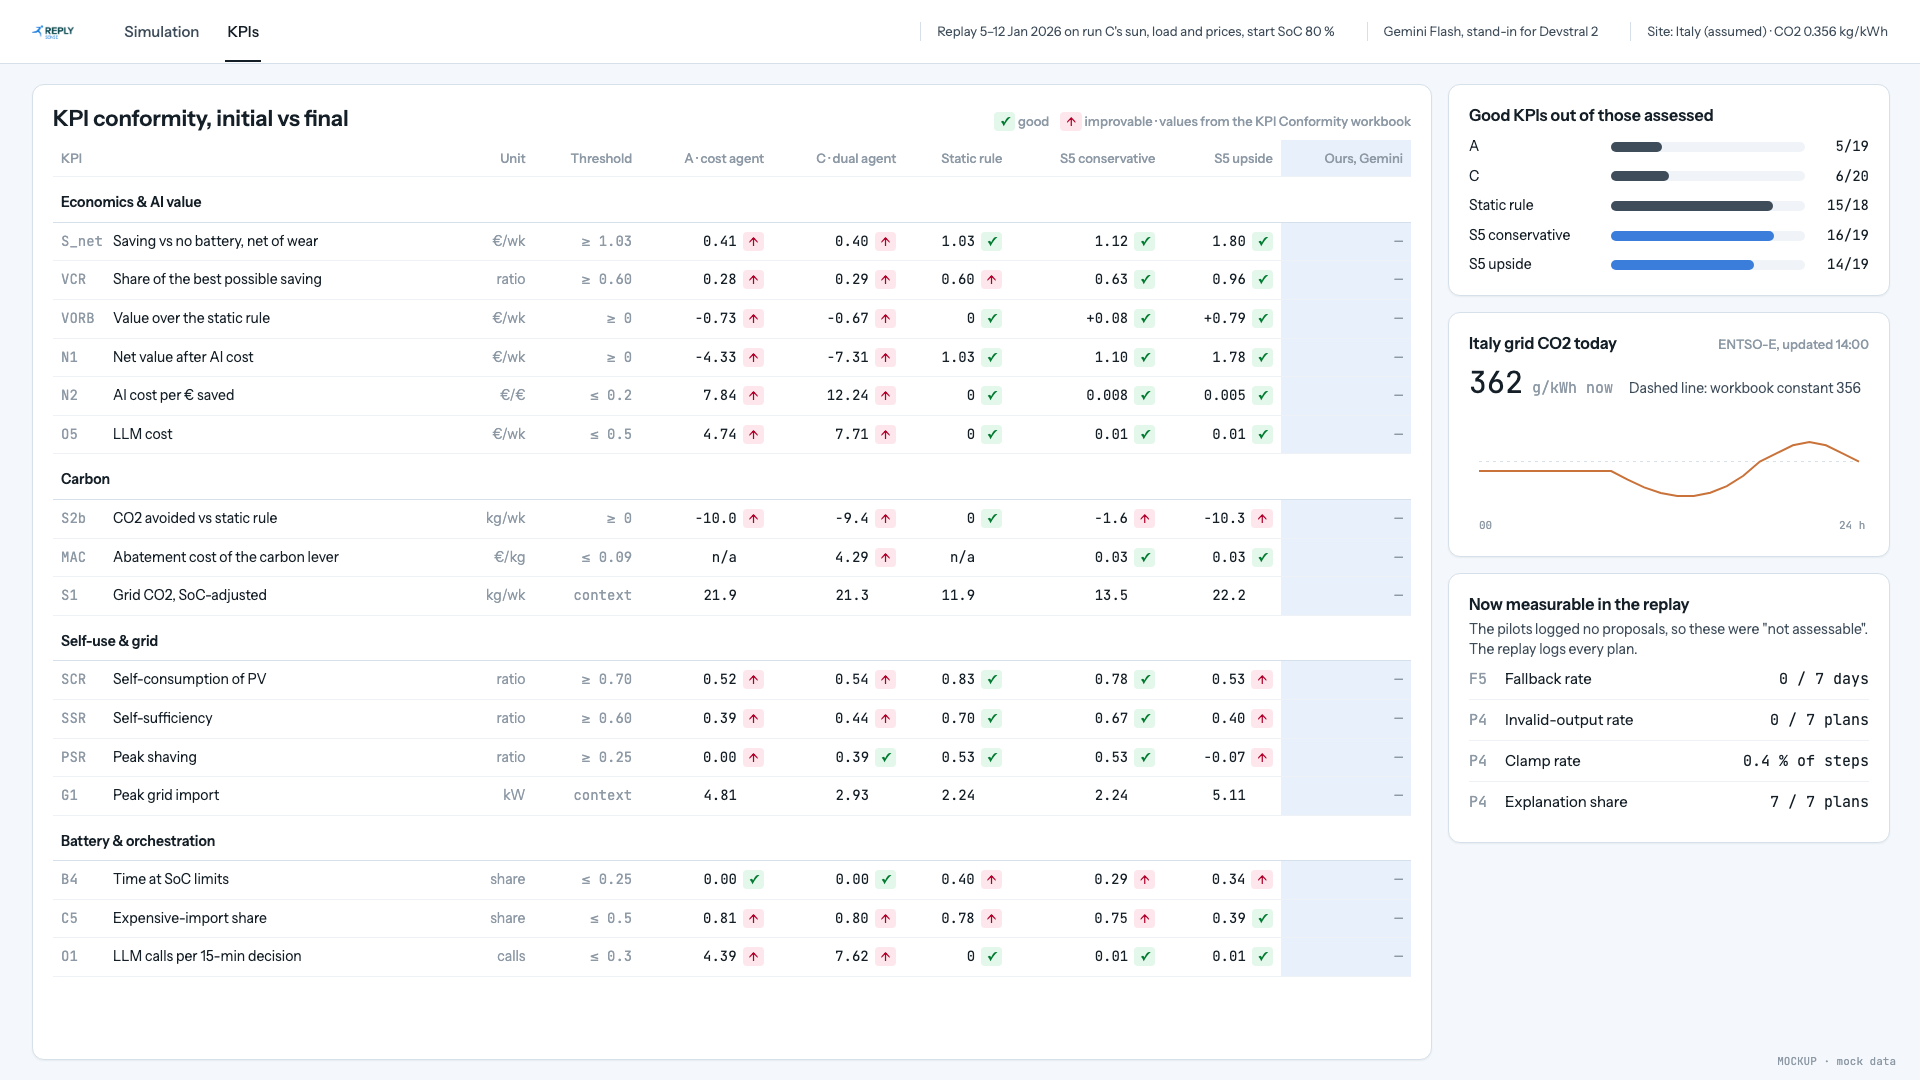 REPLY
Simulation
KPIs
Replay 5–12 Jan 2026 on run C's sun, load and prices, start SoC 80 %
Gemini Flash, stand-in for Devstral 2
Site: Italy (assumed) · CO2 0.356 kg/kWh
KPI conformity, initial vs final
✓ good ↑ improvable · values from the KPI Conformity workbook
KPI Unit Threshold A · cost agent C · dual agent Static rule S5 conservative S5 upside Ours, Gemini
Economics & AI value
S_net Saving vs no battery, net of wear €/wk ≥ 1.03 0.41 ↑ 0.40 ↑ 1.03 ✓ 1.12 ✓ 1.80 ✓ –
VCR Share of the best possible saving ratio ≥ 0.60 0.28 ↑ 0.29 ↑ 0.60 ↑ 0.63 ✓ 0.96 ✓ –
VORB Value over the static rule €/wk ≥ 0 -0.73 ↑ -0.67 ↑ 0 ✓ +0.08 ✓ +0.79 ✓ –
N1 Net value after AI cost €/wk ≥ 0 -4.33 ↑ -7.31 ↑ 1.03 ✓ 1.10 ✓ 1.78 ✓ –
N2 AI cost per € saved €/€ ≤ 0.2 7.84 ↑ 12.24 ↑ 0 ✓ 0.008 ✓ 0.005 ✓ –
O5 LLM cost €/wk ≤ 0.5 4.74 ↑ 7.71 ↑ 0 ✓ 0.01 ✓ 0.01 ✓ –
Carbon
S2b CO2 avoided vs static rule kg/wk ≥ 0 -10.0 ↑ -9.4 ↑ 0 ✓ -1.6 ↑ -10.3 ↑ –
MAC Abatement cost of the carbon lever €/kg ≤ 0.09 n/a 4.29 ↑ n/a 0.03 ✓ 0.03 ✓ –
S1 Grid CO2, SoC-adjusted kg/wk context 21.9 21.3 11.9 13.5 22.2 –
Self-use & grid
SCR Self-consumption of PV ratio ≥ 0.70 0.52 ↑ 0.54 ↑ 0.83 ✓ 0.78 ✓ 0.53 ↑ –
SSR Self-sufficiency ratio ≥ 0.60 0.39 ↑ 0.44 ↑ 0.70 ✓ 0.67 ✓ 0.40 ↑ –
PSR Peak shaving ratio ≥ 0.25 0.00 ↑ 0.39 ✓ 0.53 ✓ 0.53 ✓ -0.07 ↑ –
G1 Peak grid import kW context 4.81 2.93 2.24 2.24 5.11 –
Battery & orchestration
B4 Time at SoC limits share ≤ 0.25 0.00 ✓ 0.00 ✓ 0.40 ↑ 0.29 ↑ 0.34 ↑ –
C5 Expensive-import share share ≤ 0.5 0.81 ↑ 0.80 ↑ 0.78 ↑ 0.75 ↑ 0.39 ✓ –
O1 LLM calls per 15-min decision calls ≤ 0.3 4.39 ↑ 7.62 ↑ 0 ✓ 0.01 ✓ 0.01 ✓ –
Good KPIs out of those assessed
A 5/19
C 6/20
Static rule 15/18
S5 conservative 16/19
S5 upside 14/19
Italy grid CO2 today ENTSO-E, updated 14:00
362 g/kWh now Dashed line: workbook constant 356
00 24 h
Now measurable in the replay
The pilots logged no proposals, so these were "not assessable".
The replay logs every plan.
F5 Fallback rate 0 / 7 days
P4 Invalid-output rate 0 / 7 plans
P4 Clamp rate 0.4 % of steps
P4 Explanation share 7 / 7 plans
MOCKUP · mock data